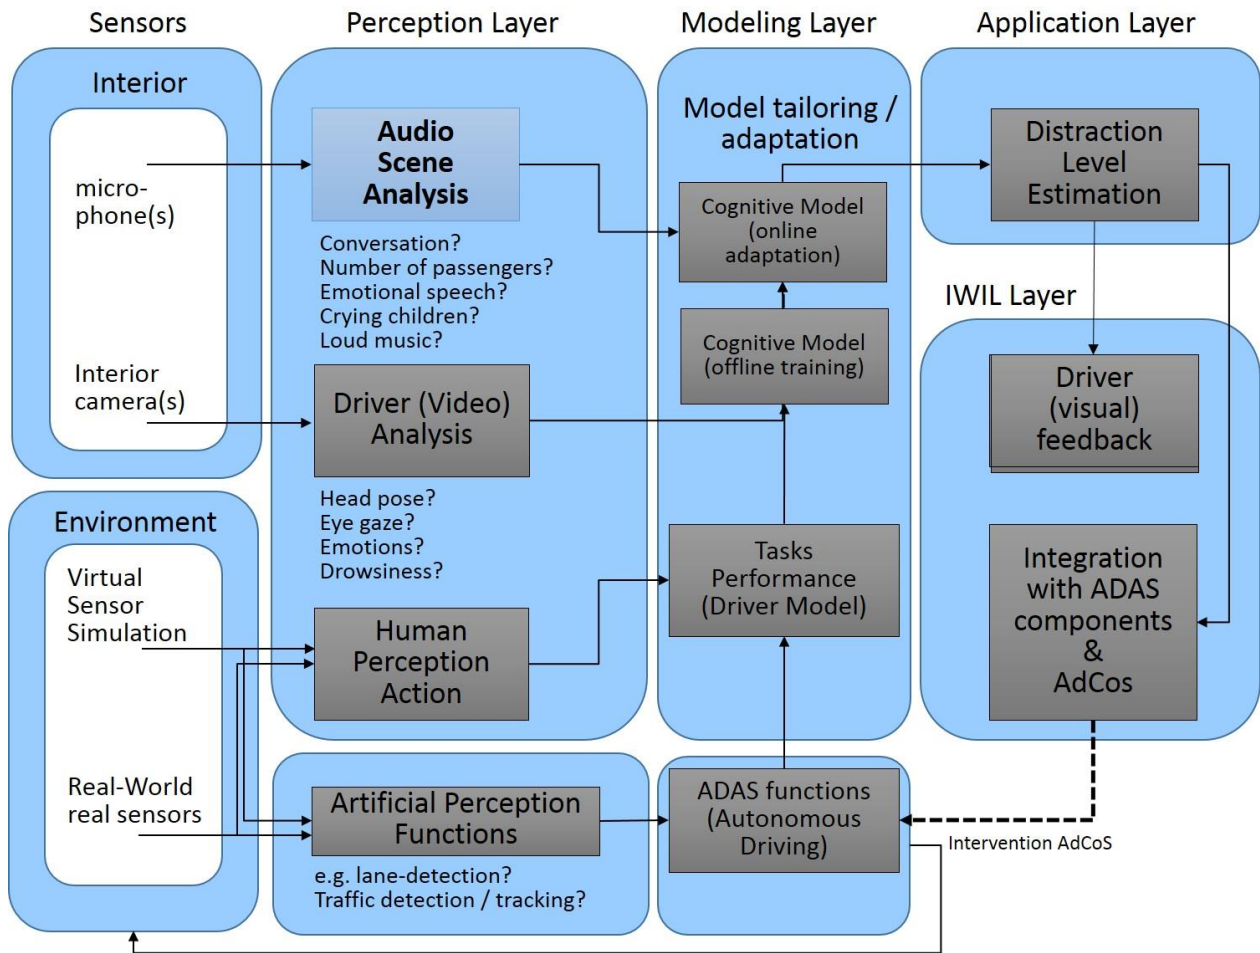 Sensors
Perception Layer
Modeling Layer
Application Layer
Interior
micro-
phone(s)
Interior
camera(s)
Environment
Virtual
Sensor
Simulation
Real-World
real sensors
Audio
Scene
Analysis
Conversation?
Number of passengers?
Emotional speech?
Crying children?
Loud music?
Driver (Video)
Analysis
Head pose?
Eye gaze?
Emotions?
Drowsiness?
Human
Perception
Action
Artificial Perception
Functions
e.g. lane-detection?
Traffic detection / tracking?
Model tailoring /
adaptation
Cognitive Model
(online
adaptation)
Cognitive Model
(offline training)
Tasks
Performance
(Driver Model)
ADAS functions
(Autonomous
Driving)
Distraction
Level
Estimation
IWIL Layer
Driver
(visual)
feedback
Integration
with ADAS
components
&
AdCos
Intervention AdCoS